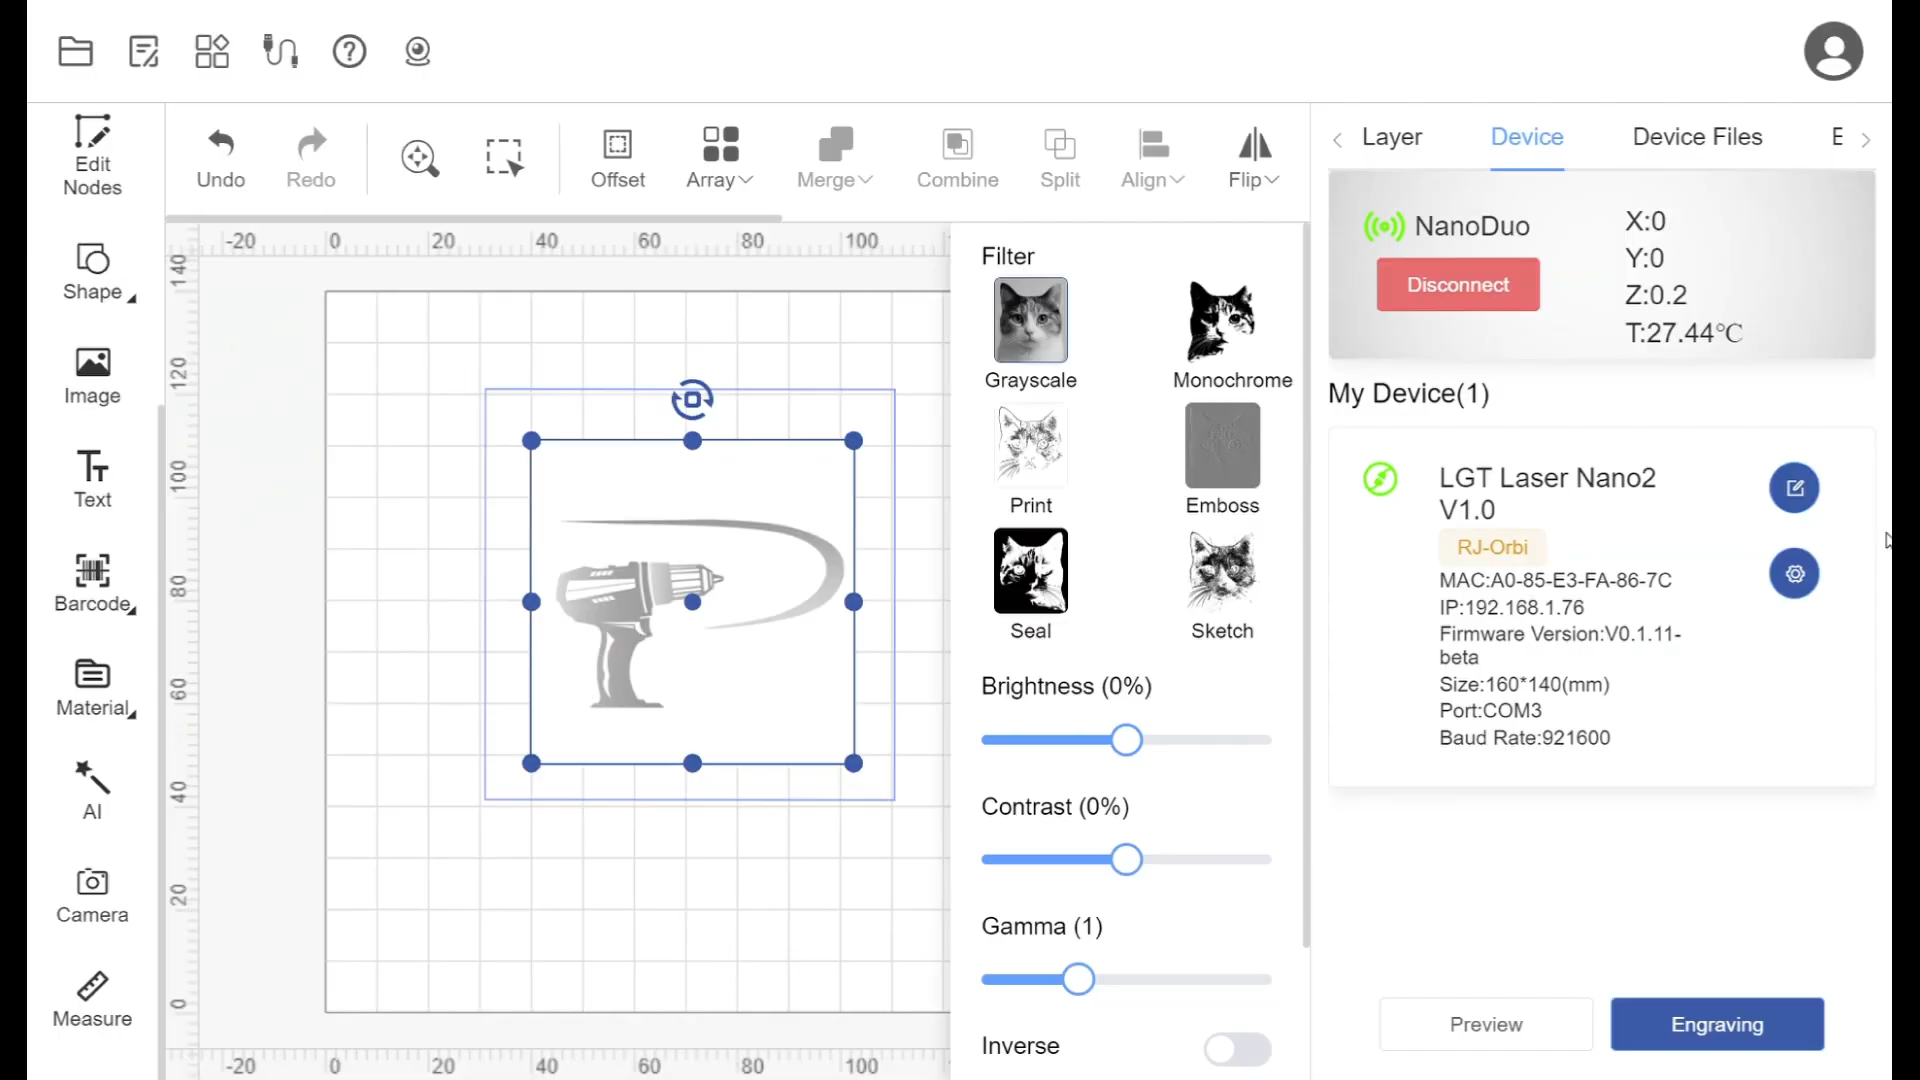 Edit
Nodes
Shape
Image
Text
Barcode
Material
AI
Camera
Measure
Undo
Redo
Offset
Array
Merge
Combine
Split
Align
Flip
-20
0
20
40
60
80
100
140
120
100
80
60
40
20
0
-20
0
20
40
60
80
100
Filter
Grayscale
Monochrome
Print
Emboss
Seal
Sketch
Brightness (0%)
Contrast (0%)
Gamma (1)
Inverse
Layer
Device
Device Files
E
NanoDuo
Disconnect
X:0
Y:0
Z:0.2
T:27.44℃
My Device(1)
LGT Laser Nano2
V1.0
RJ-Orbi
MAC:A0-85-E3-FA-86-7C
IP:192.168.1.76
Firmware Version:V0.1.11-
beta
Size:160*140(mm)
Port:COM3
Baud Rate:921600
Preview
Engraving